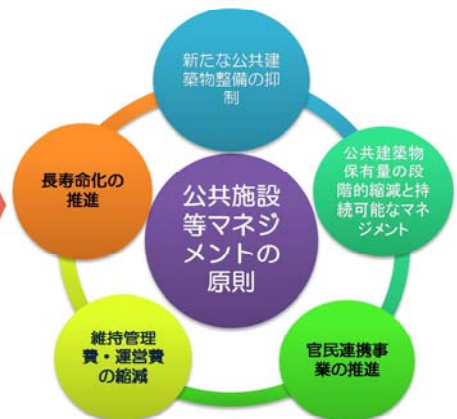 新たな公共建
築物整備の抑
制
公共建築物
保有量の段
階的縮減と持
続可能なマネ
ジメント
長寿命化の
推進
公共施設
等マネジ
メントの
原則
維持管理
費・運営費
の縮減
官民連携事
業の推進